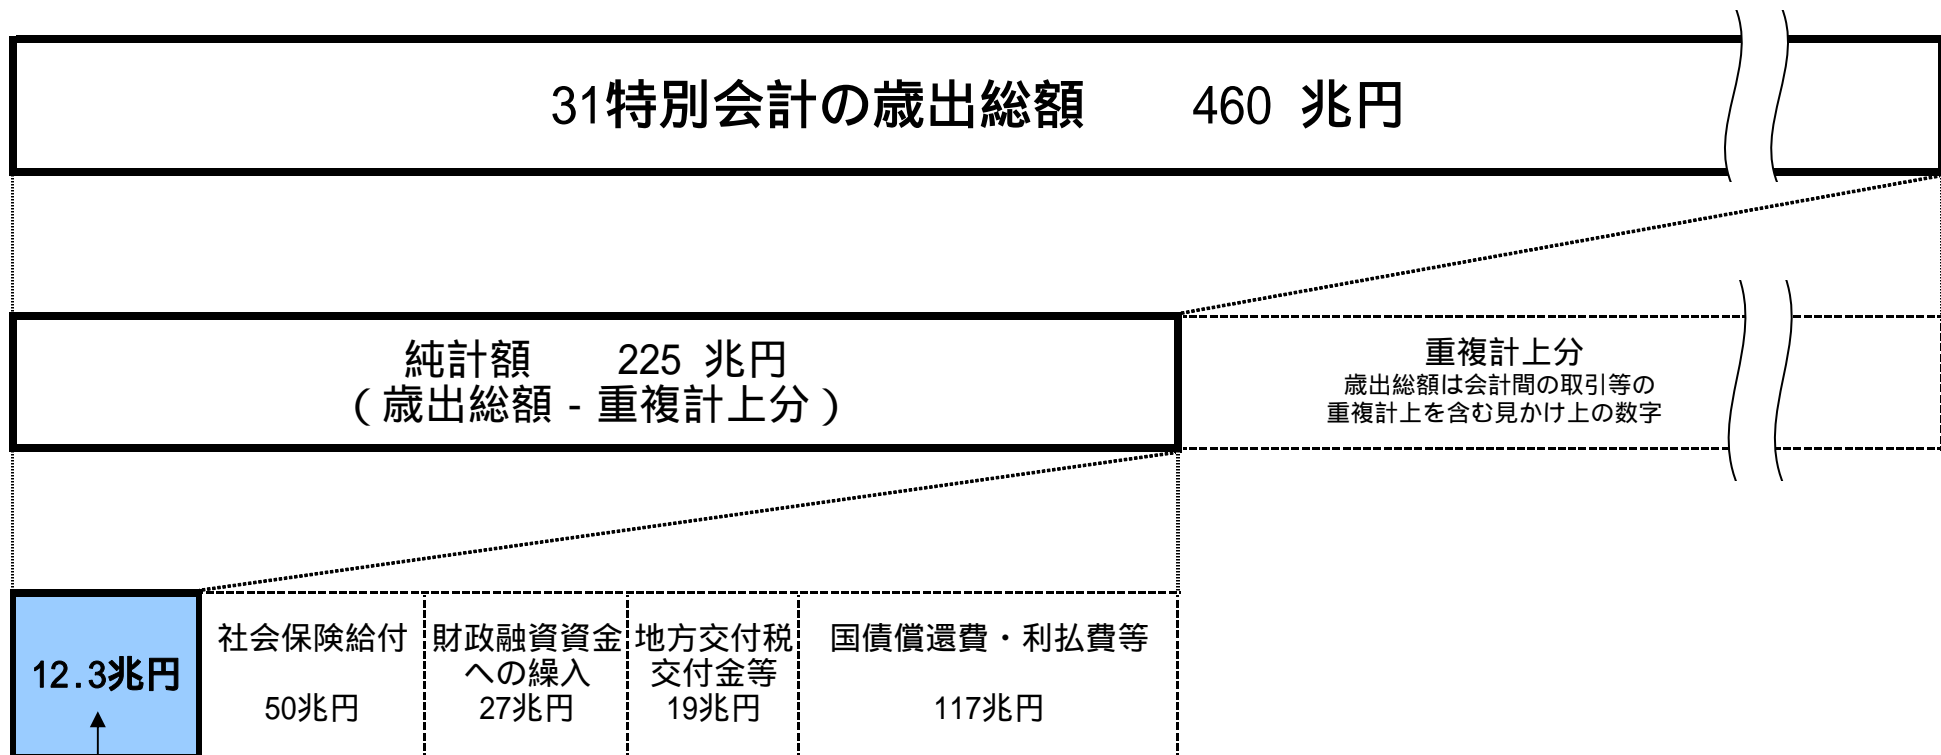 31特別会計の歳出総額　　460 兆円
純計額　　225 兆円
（歳出総額 - 重複計上分）
重複計上分
歳出総額は会計間の取引等の
重複計上を含む見かけ上の数字
12.3兆円
社会保険給付
50兆円
財政融資資金
への繰入
27兆円
地方交付税
交付金等
19兆円
国債償還費・利払費等
117兆円